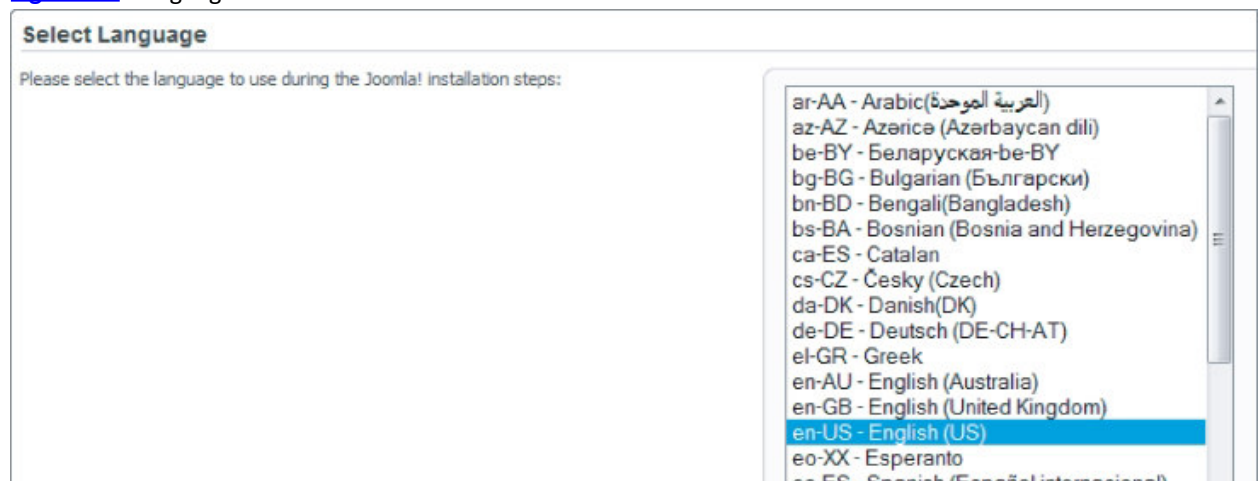 Select Language
Please select the language to use during the Joomla! installation steps:
ar-AA - Arabic(العربية الموحدة)
az-AZ - Azəricə (Azərbaycan dili)
be-BY - Беларуская-be-BY
bg-BG - Bulgarian (Български)
bn-BD - Bengali(Bangladesh)
bs-BA - Bosnian (Bosnia and Herzegovina)
ca-ES - Catalan
cs-CZ - Česky (Czech)
da-DK - Danish(DK)
de-DE - Deutsch (DE-CH-AT)
el-GR - Greek
en-AU - English (Australia)
en-GB - English (United Kingdom)
en-US - English (US)
eo-XX - Esperanto